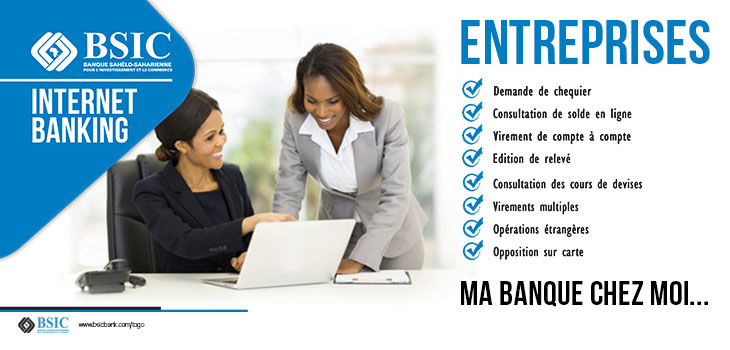 BSIC
BANQUE SAHÉLO-SAHARIENNE
POUR L'INVESTISSEMENT ET LE COMMERCE
INTERNET
BANKING
ENTREPRISES
Demande de chequier
Consultation de solde en ligne
Virement de compte à compte
Edition de relevé
Consultation des cours de devises
Virements multiples
Opérations étrangères
Opposition sur carte
MA BANQUE CHEZ MOI...
BSIC
www.bsicbank.com/togo